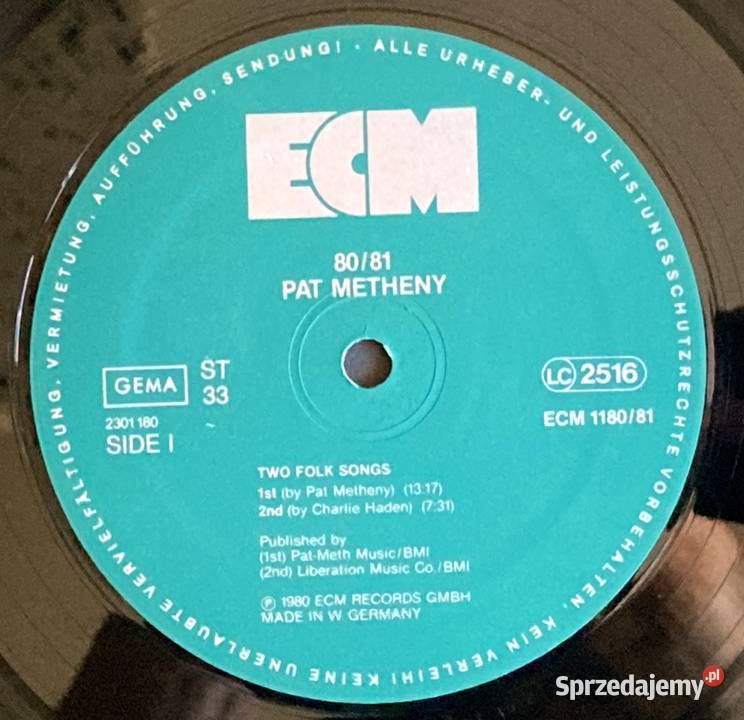 ALLE URHEBER- UND LEISTUNGSSCHUTZRECHTE VORBEHALTEN. KEIN VERLEIH! KEINE UNERLAUBTE VERVIELFÄLTIGUNG, VERMIETUNG, AUFFÜHRUNG, SENDUNG! ·
ECM
80/81
PAT METHENY
GEMA
ST
33
LC 2516
2301 180
SIDE I
ECM 1180/81
TWO FOLK SONGS
1st (by Pat Metheny) (13:17)
2nd (by Charlie Haden) (7:31)
Published by
(1st) Pat-Meth Music/BMI
(2nd) Liberation Music Co./BMI
Ⓟ 1980 ECM RECORDS GMBH
MADE IN W. GERMANY
Sprzedajemy.pl